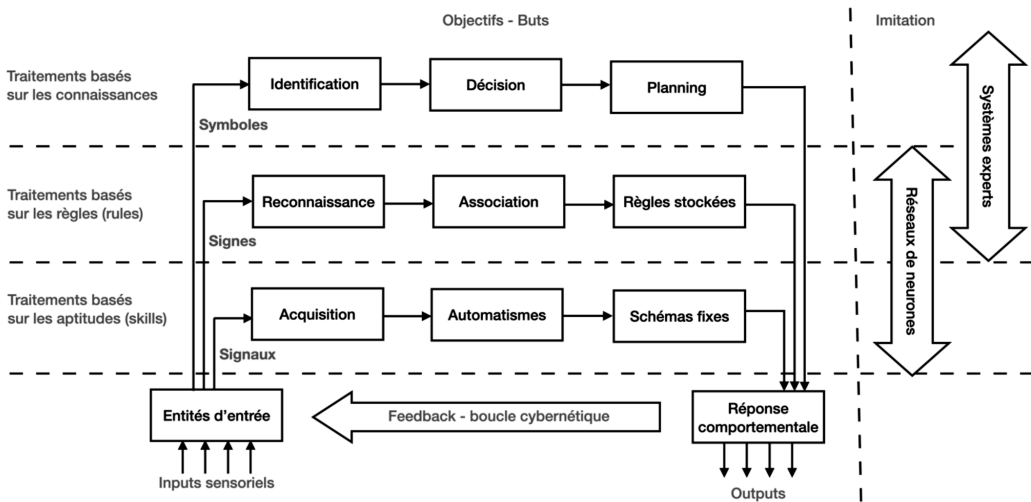 Objectifs - Buts
Imitation
Traitements basés
sur les connaissances
Identification
Décision
Planning
Symboles
Systèmes experts
Traitements basés
sur les règles (rules)
Reconnaissance
Association
Règles stockées
Signes
Réseaux de neurones
Traitements basés
sur les aptitudes (skills)
Acquisition
Automatismes
Schémas fixes
Signaux
Entités d'entrée
Feedback - boucle cybernétique
Réponse
comportementale
Inputs sensoriels
Outputs